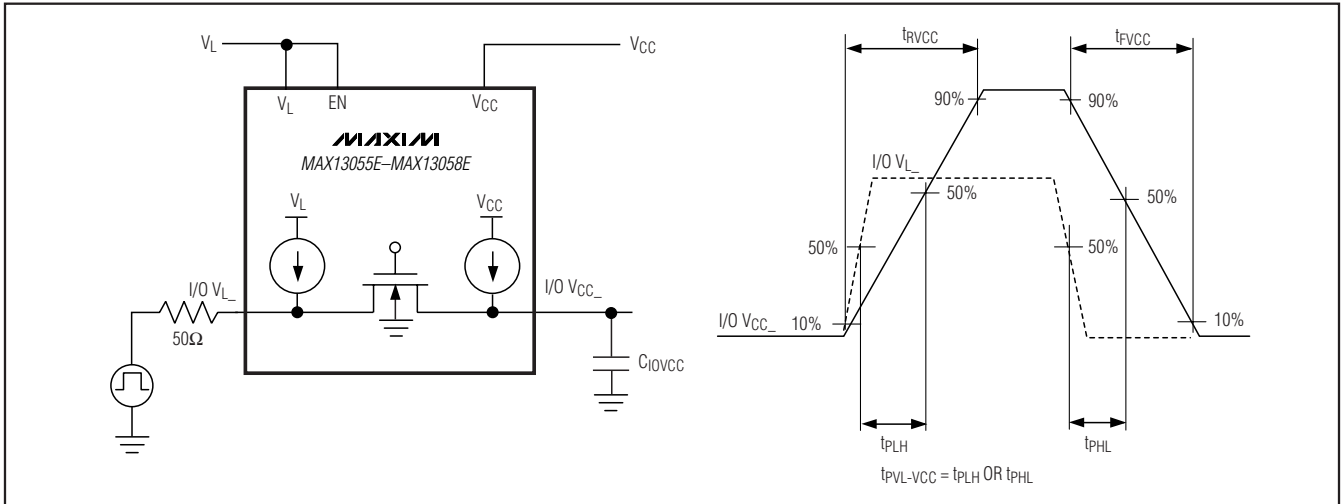 VL
VCC
VL
EN
VCC
MAXIM
MAX13055E–MAX13058E
VL
VCC
I/O VL_
I/O VCC_
50Ω
CIOVCC
tRVCC
tFVCC
90%
90%
I/O VL_
50%
50%
50%
50%
I/O VCC_
10%
10%
tPLH
tPHL
tPVL-VCC = tPLH OR tPHL